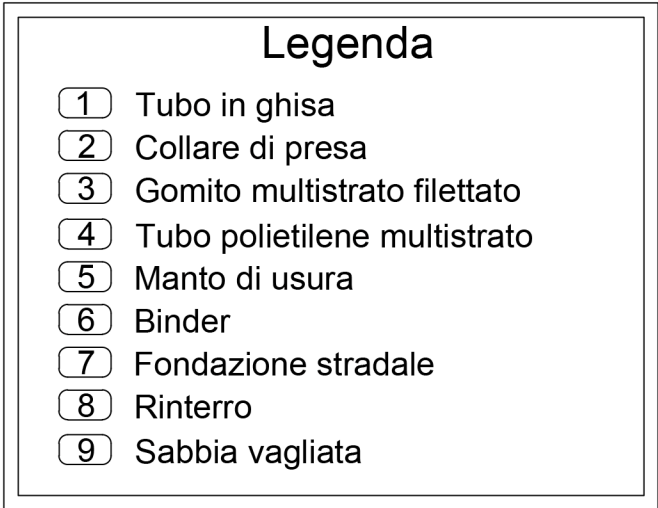 Legenda
1 Tubo in ghisa
2 Collare di presa
3 Gomito multistrato filettato
4 Tubo polietilene multistrato
5 Manto di usura
6 Binder
7 Fondazione stradale
8 Rinterro
9 Sabbia vagliata